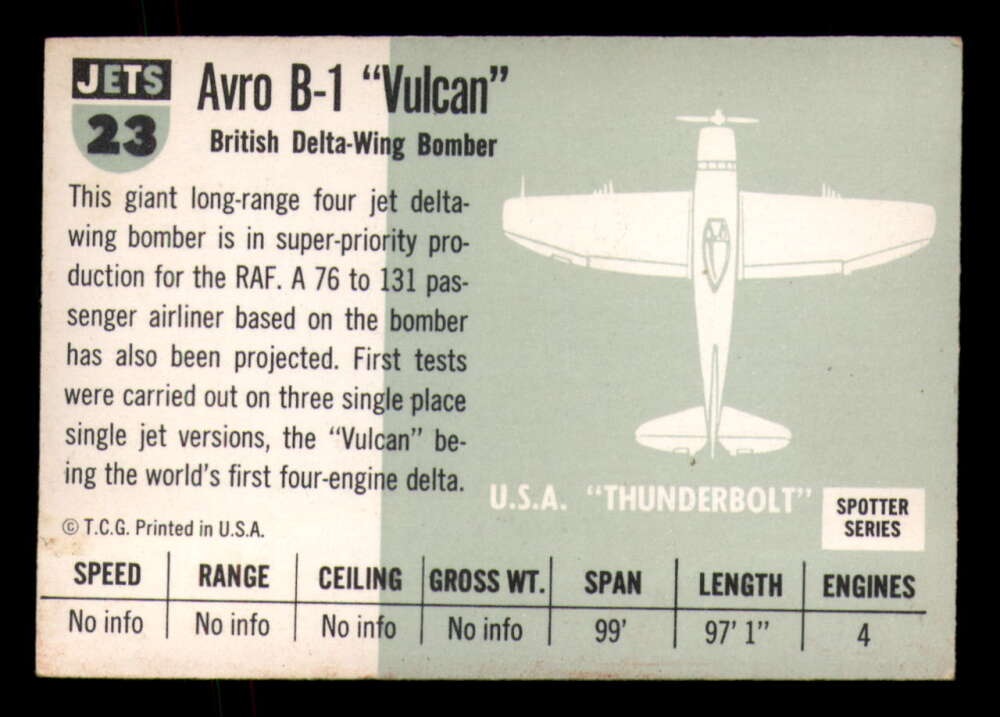 JETS
23
Avro B-1 “Vulcan”
British Delta-Wing Bomber
This giant long-range four jet delta-
wing bomber is in super-priority pro-
duction for the RAF. A 76 to 131 pas-
senger airliner based on the bomber
has also been projected. First tests
were carried out on three single place
single jet versions, the “Vulcan” be-
ing the world's first four-engine delta.
© T.C.G. Printed in U.S.A.
U.S.A. “THUNDERBOLT”
SPOTTER
SERIES
SPEED RANGE CEILING GROSS WT. SPAN LENGTH ENGINES
No info No info No info No info 99' 97' 1” 4